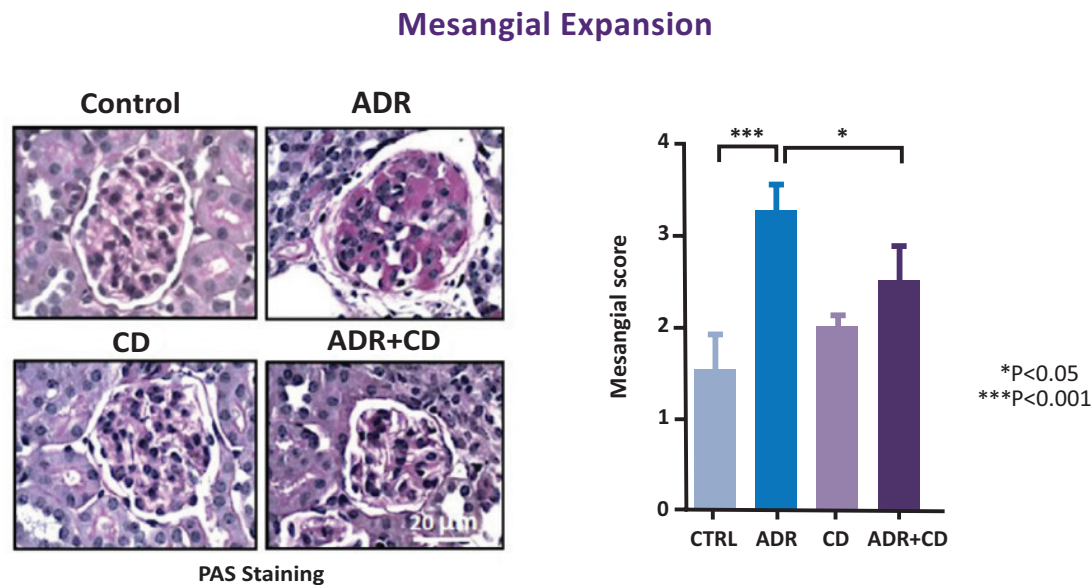 Mesangial Expansion
Control
ADR
CD
ADR+CD
20 µm
PAS Staining
Mesangial score
4
3
2
1
0
***
*
CTRL
ADR
CD
ADR+CD
*P<0.05
***P<0.001